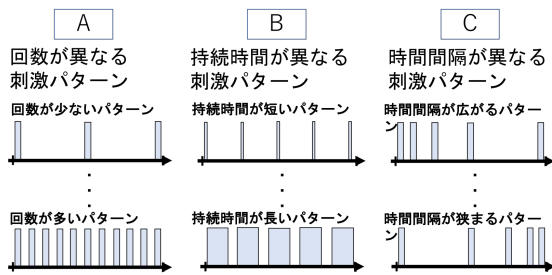 A
回数が異なる
刺激パターン
回数が少ないパターン
回数が多いパターン
B
持続時間が異なる
刺激パターン
持続時間が短いパターン
持続時間が長いパターン
C
時間間隔が異なる
刺激パターン
時間間隔が広がるパター
ン
時間間隔が狭まるパター
ン